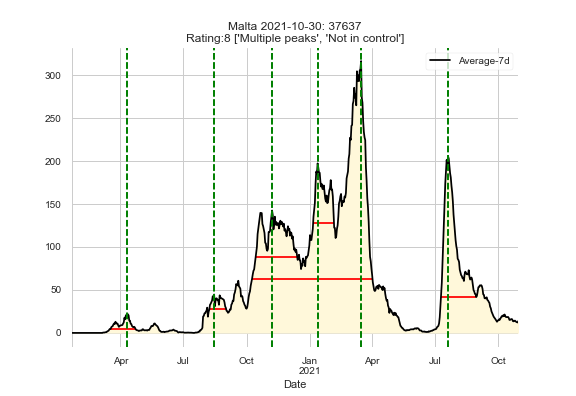 Malta 2021-10-30: 37637
Rating:8 ['Multiple peaks', 'Not in control']
Average-7d
300
250
200
150
100
50
0
Apr Jul Oct Jan Apr Jul Oct
2021
Date